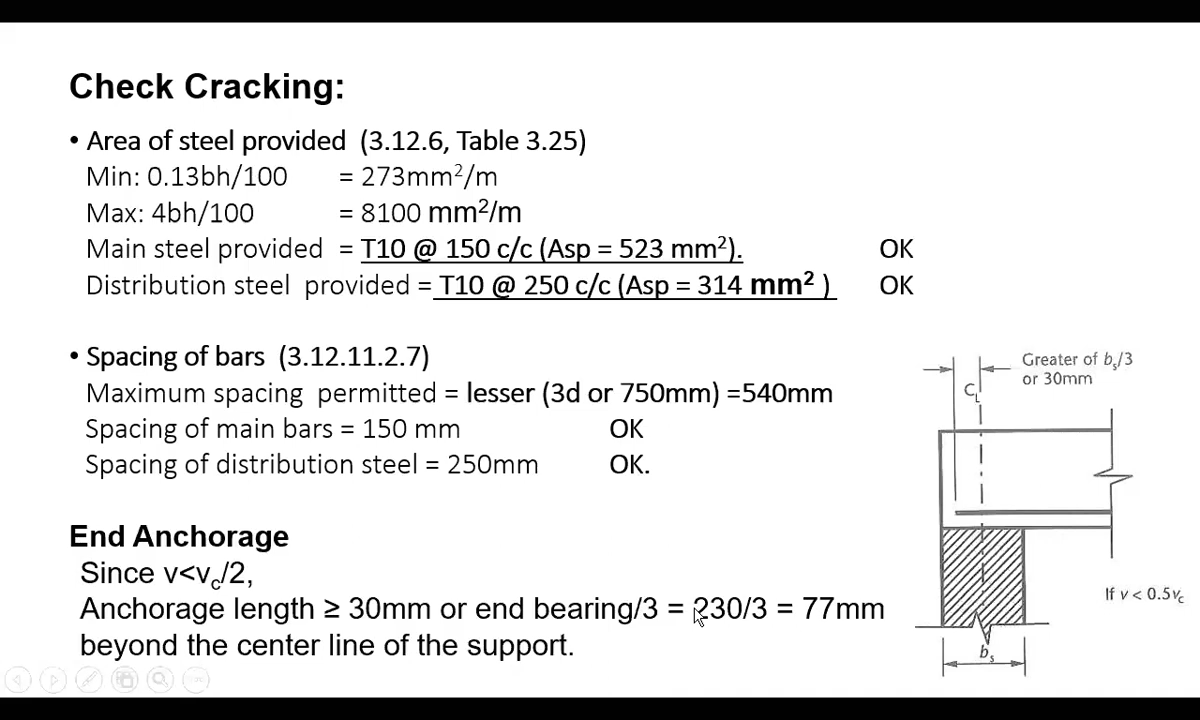 Check Cracking:
• Area of steel provided (3.12.6, Table 3.25)
Min: 0.13bh/100 = 273mm²/m
Max: 4bh/100 = 8100 mm²/m
Main steel provided = T10 @ 150 c/c (Asp = 523 mm²). OK
Distribution steel provided = T10 @ 250 c/c (Asp = 314 mm² ) OK
• Spacing of bars (3.12.11.2.7)
Maximum spacing permitted = lesser (3d or 750mm) =540mm
Spacing of main bars = 150 mm OK
Spacing of distribution steel = 250mm OK.
End Anchorage
Since v<vc/2,
Anchorage length ≥ 30mm or end bearing/3 = 230/3 = 77mm
beyond the center line of the support.
Greater of bs/3
or 30mm
CL
If v < 0.5vc
bs